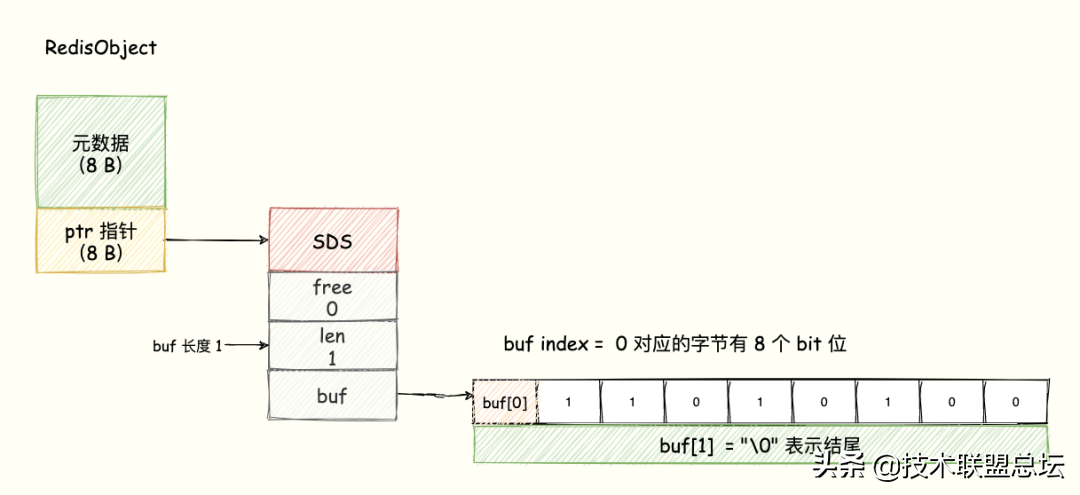 RedisObject
元数据
(8 B)
ptr 指针
(8 B)
SDS
free
0
buf 长度 1
len
1
buf
buf index = 0 对应的字节有 8 个 bit 位
buf[0] 1 1 0 1 0 1 0 0
buf[1] = "\0" 表示结尾
头条 @技术联盟总坛